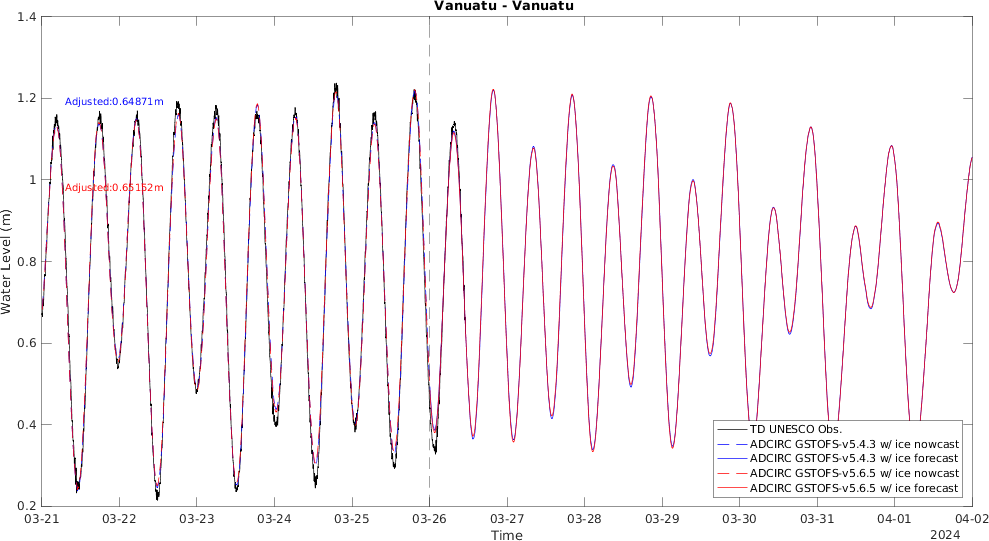 Vanuatu - Vanuatu
1.4
1.2
1
0.8
0.6
0.4
0.2
Water Level (m)
Adjusted:0.64871m
Adjusted:0.65152m
TD UNESCO Obs.
ADCIRC GSTOFS-v5.4.3 w/ ice nowcast
ADCIRC GSTOFS-v5.4.3 w/ ice forecast
ADCIRC GSTOFS-v5.6.5 w/ ice nowcast
ADCIRC GSTOFS-v5.6.5 w/ ice forecast
03-21 03-22 03-23 03-24 03-25 03-26 03-27 03-28 03-29 03-30 03-31 04-01 04-02
Time
2024